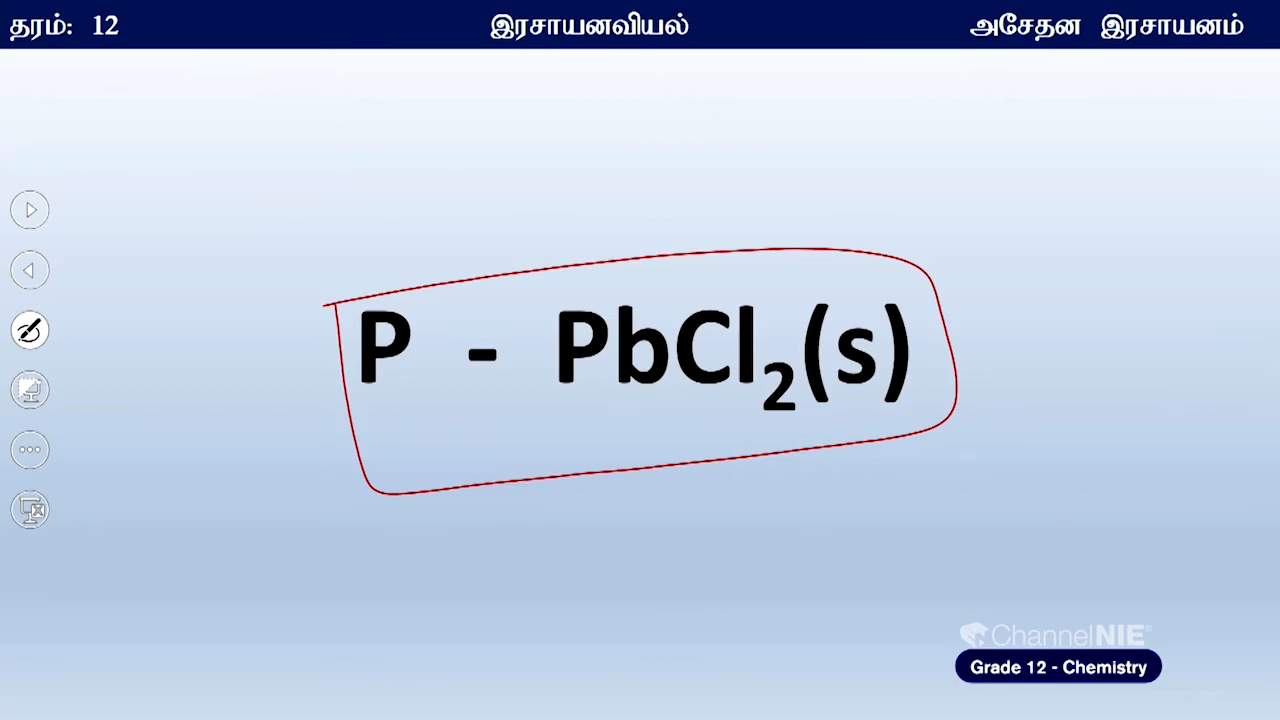 தரம்: 12 இரசாயனவியல் அசேதன இரசாயனம்
P - PbCl₂(s)
ChannelNIE
Grade 12 - Chemistry